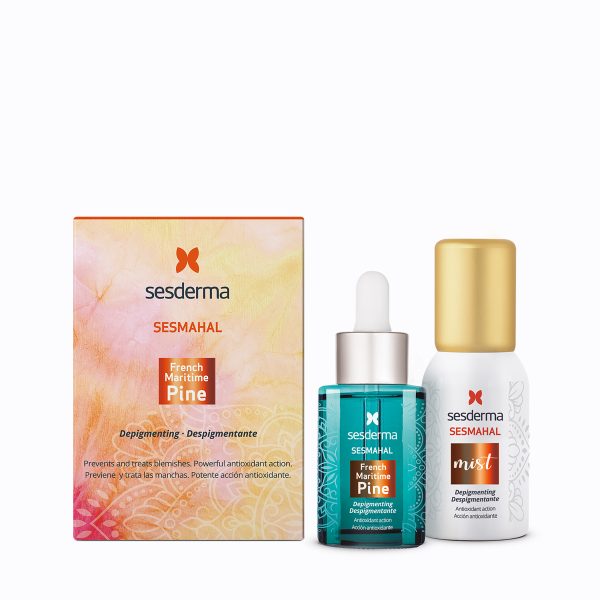 sesderma
SESMAHAL
French
Maritime
Pine
Depigmenting · Despigmentante
Prevents and treats blemishes. Powerful antioxidant action.
Previene y trata las manchas. Potente acción antioxidante.
sesderma
SESMAHAL
French
Maritime
Pine
Depigmenting
Despigmentante
Antioxidant action
Acción antioxidante
sesderma
SESMAHAL
mist
Depigmenting
Despigmentante
Antioxidant action
Acción antioxidante